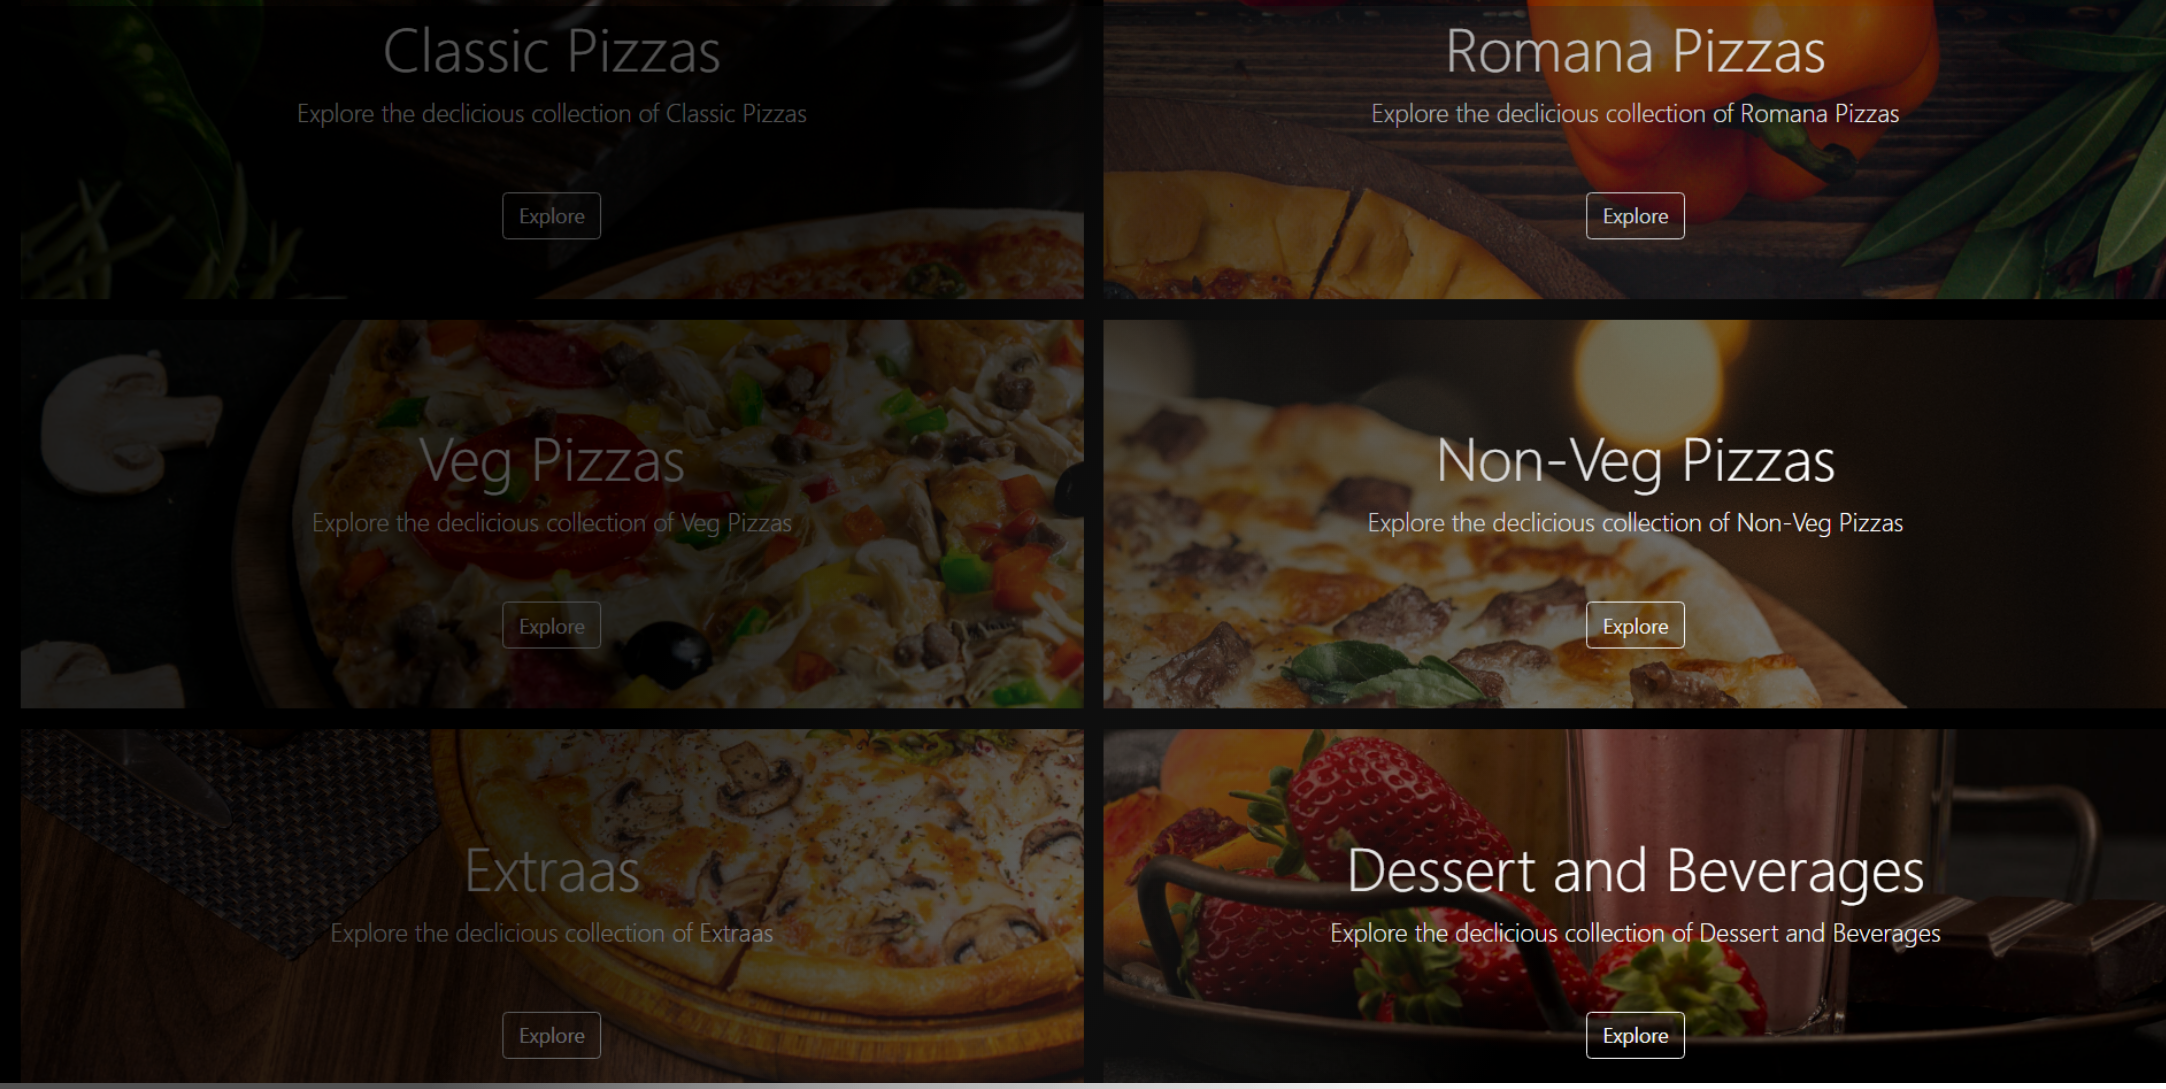 Classic Pizzas
Explore the declicious collection of Classic Pizzas
Explore
Romana Pizzas
Explore the declicious collection of Romana Pizzas
Explore
Veg Pizzas
Explore the declicious collection of Veg Pizzas
Explore
Non-Veg Pizzas
Explore the declicious collection of Non-Veg Pizzas
Explore
Extraas
Explore the declicious collection of Extraas
Explore
Dessert and Beverages
Explore the declicious collection of Dessert and Beverages
Explore